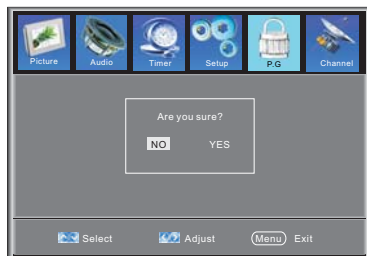 Picture Audio Timer Setup P.G Channel
Are you sure?
NO YES
Select Adjust Menu Exit